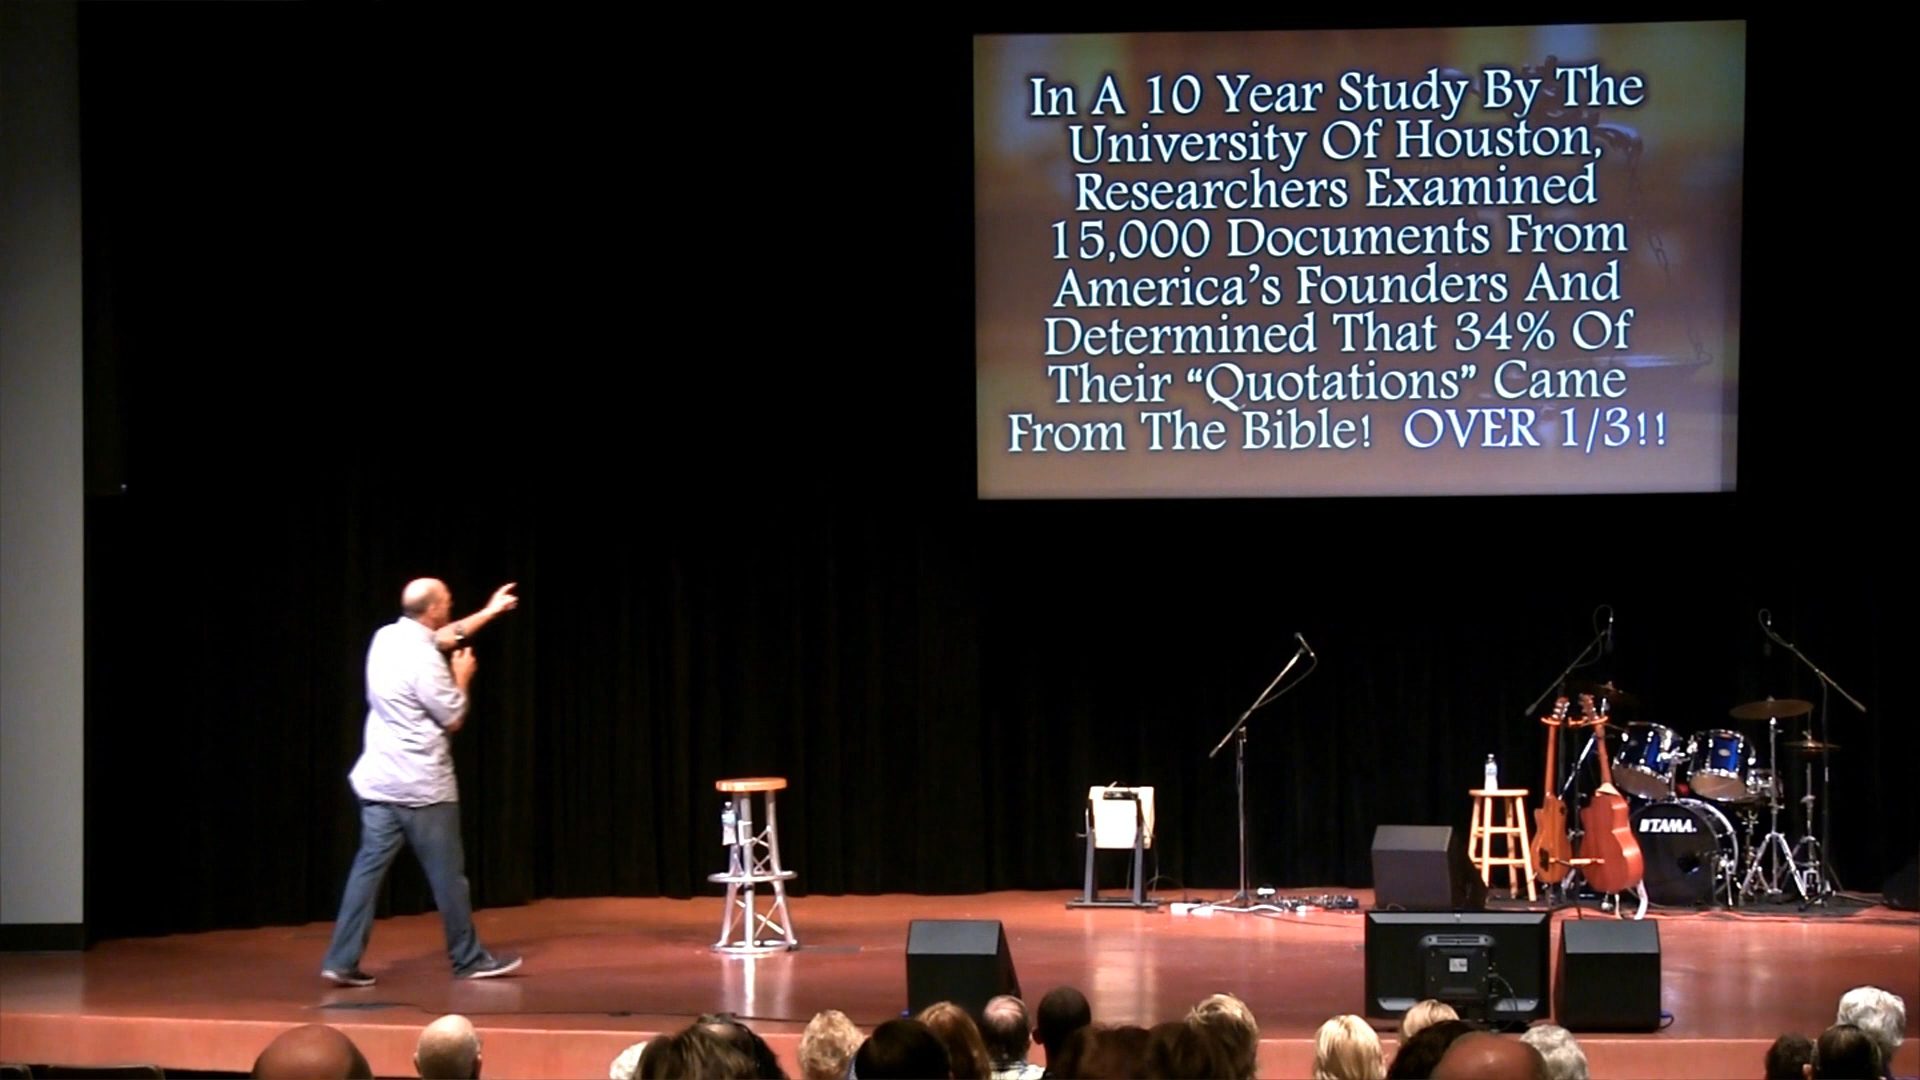 In A 10 Year Study By The
University Of Houston,
Researchers Examined
15,000 Documents From
America’s Founders And
Determined That 34% Of
Their “Quotations” Came
From The Bible!  OVER 1/3!!
TAMA